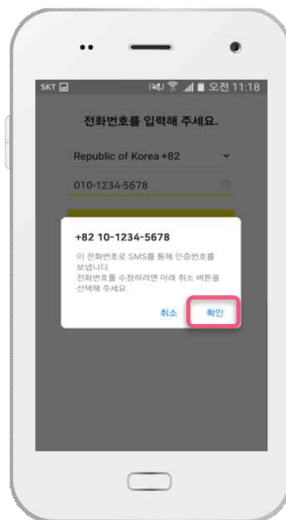 SKT 오전 11:18
전화번호를 입력해 주세요.
Republic of Korea +82
010-1234-5678
+82 10-1234-5678
이 전화번호로 SMS를 통해 인증번호를
보냅니다.
전화번호를 수정하려면 아래 취소 버튼을
선택해 주세요.
취소 확인